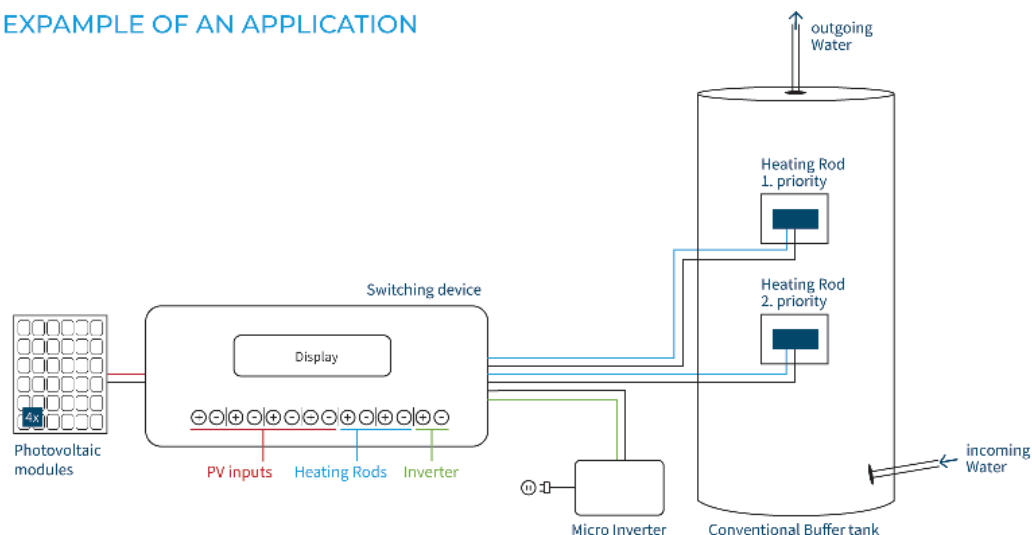 EXPAMPLE OF AN APPLICATION
outgoing
Water
Heating Rod
1. priority
Switching device
Heating Rod
2. priority
Display
4x
Photovoltaic
modules
PV inputs
Heating Rods
Inverter
incoming
Water
Micro Inverter
Conventional Buffer tank